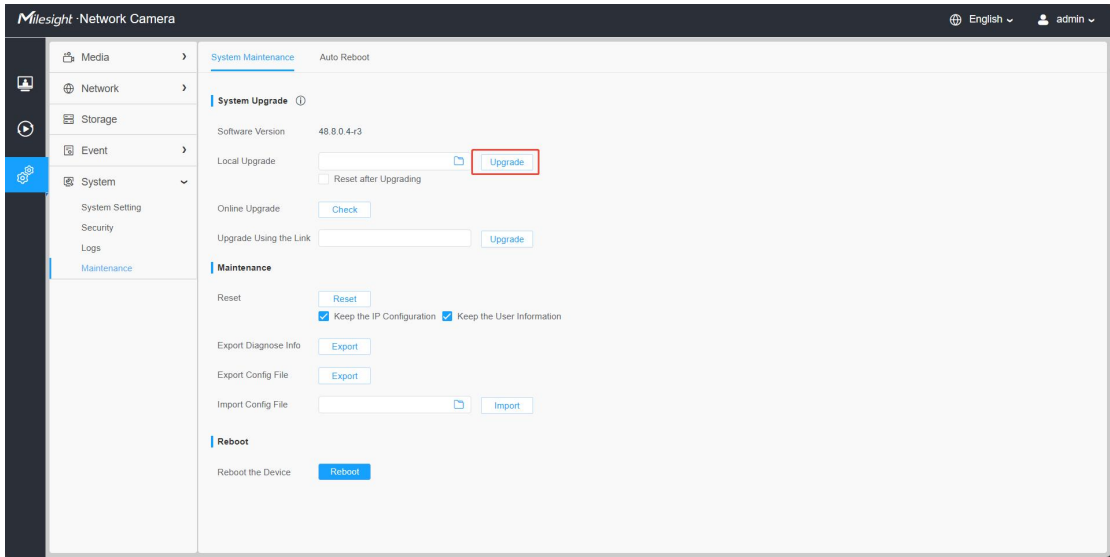 Milesight · Network Camera
English
admin
Media
Network
Storage
Event
System
System Setting
Security
Logs
Maintenance
System Maintenance
Auto Reboot
System Upgrade
Software Version 48.8.0.4-r3
Local Upgrade Upgrade
Reset after Upgrading
Online Upgrade Check
Upgrade Using the Link Upgrade
Maintenance
Reset Reset
Keep the IP Configuration Keep the User Information
Export Diagnose Info Export
Export Config File Export
Import Config File Import
Reboot
Reboot the Device Reboot